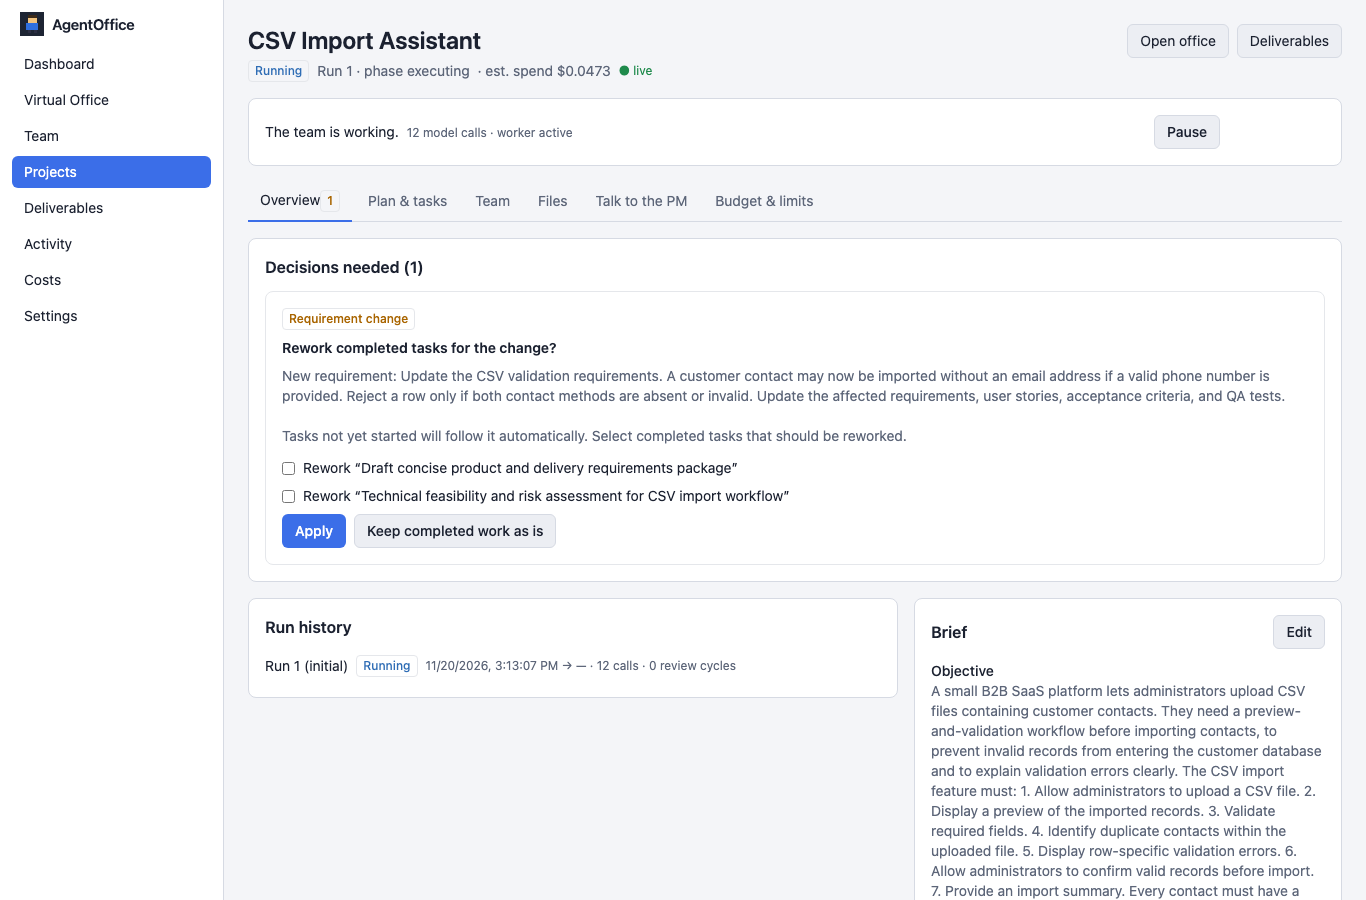 AgentOffice
Dashboard
Virtual Office
Team
Projects
Deliverables
Activity
Costs
Settings
CSV Import Assistant
Open office
Deliverables
Running Run 1 · phase executing · est. spend $0.0473 live
The team is working. 12 model calls · worker active
Pause
Overview 1
Plan & tasks
Team
Files
Talk to the PM
Budget & limits
Decisions needed (1)
Requirement change
Rework completed tasks for the change?
New requirement: Update the CSV validation requirements. A customer contact may now be imported without an email address if a valid phone number is
provided. Reject a row only if both contact methods are absent or invalid. Update the affected requirements, user stories, acceptance criteria, and QA tests.
Tasks not yet started will follow it automatically. Select completed tasks that should be reworked.
Rework “Draft concise product and delivery requirements package”
Rework “Technical feasibility and risk assessment for CSV import workflow”
Apply
Keep completed work as is
Run history
Run 1 (initial) Running 11/20/2026, 3:13:07 PM → — · 12 calls · 0 review cycles
Brief
Edit
Objective
A small B2B SaaS platform lets administrators upload CSV
files containing customer contacts. They need a preview-
and-validation workflow before importing contacts, to
prevent invalid records from entering the customer database
and to explain validation errors clearly. The CSV import
feature must: 1. Allow administrators to upload a CSV file. 2.
Display a preview of the imported records. 3. Validate
required fields. 4. Identify duplicate contacts within the
uploaded file. 5. Display row-specific validation errors. 6.
Allow administrators to confirm valid records before import.
7. Provide an import summary. Every contact must have a